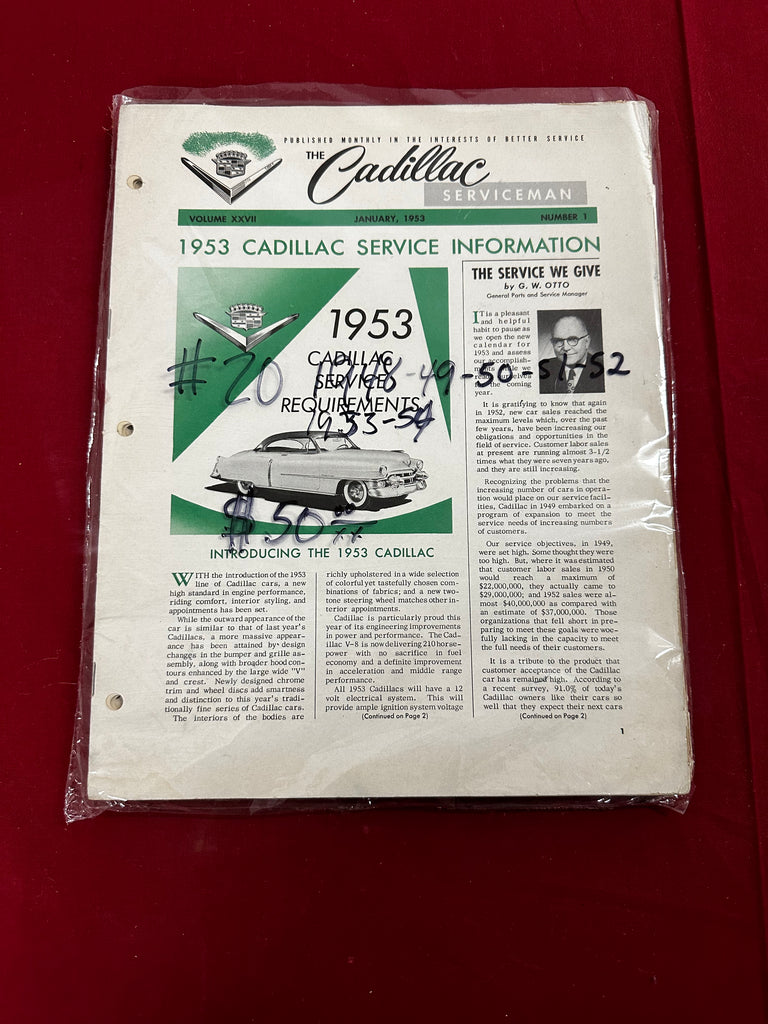 PUBLISHED MONTHLY IN THE INTERESTS OF BETTER SERVICE
THE Cadillac
SERVICEMAN
VOLUME XXVII JANUARY, 1953 NUMBER 1
1953 CADILLAC SERVICE INFORMATION
1953
CADILLAC
SERVICE
REQUIREMENTS
#20 1948-49-50-51-52
1953-54
$.50
INTRODUCING THE 1953 CADILLAC
WITH the introduction of the 1953
line of Cadillac cars, a new
high standard in engine performance,
riding comfort, interior styling, and
appointments has been set.
While the outward appearance of the
car is similar to that of last year's
Cadillacs, a more massive appear-
ance has been attained by design
changes in the bumper and grille as-
sembly, along with broader hood con-
tours enhanced by the large wide "V"
and crest. Newly designed chrome
trim and wheel discs add smartness
and distinction to this year's tradi-
tionally fine series of Cadillac cars.
The interiors of the bodies are
richly upholstered in a wide selection
of colorful yet tastefully chosen com-
binations of fabrics; and a new two-
tone steering wheel matches other in-
terior appointments.
Cadillac is particularly proud this
year of its engineering improvements
in power and performance. The Cad-
illac V-8 is now delivering 210 horse-
power with no sacrifice in fuel
economy and a definite improvement
in acceleration and middle range
performance.
All 1953 Cadillacs will have a 12
volt electrical system. This will
provide ample ignition system voltage
(Continued on Page 2)
THE SERVICE WE GIVE
by G. W. OTTO
General Parts and Service Manager
IT is a pleasant
and helpful
habit to pause as
we open the new
calendar for
1953 and assess
our accomplish-
ments while we
ready ourselves
for the coming
year.
It is gratifying to know that again
in 1952, new car sales reached the
maximum levels which, over the past
few years, have been increasing our
obligations and opportunities in the
field of service. Customer labor sales
at present are running almost 3-1/2
times what they were seven years ago,
and they are still increasing.
Recognizing the problems that the
increasing number of cars in opera-
tion would place on our service facil-
ities, Cadillac in 1949 embarked on a
program of expansion to meet the
service needs of increasing numbers
of customers.
Our service objectives, in 1949,
were set high. Some thought they were
too high. But, where it was estimated
that customer labor sales in 1950
would reach a maximum of
$22,000,000, they actually came to
$29,000,000; and 1952 sales were al-
most $40,000,000 as compared with
an estimate of $37,000,000. Those
organizations that fell short in pre-
paring to meet these goals were woe-
fully lacking in the capacity to meet
the full needs of their customers.
It is a tribute to the product that
customer acceptance of the Cadillac
car has remained high. According to
a recent survey, 91.0% of today's
Cadillac owners like their cars so
well that they expect their next cars
(Continued on Page 2)
1